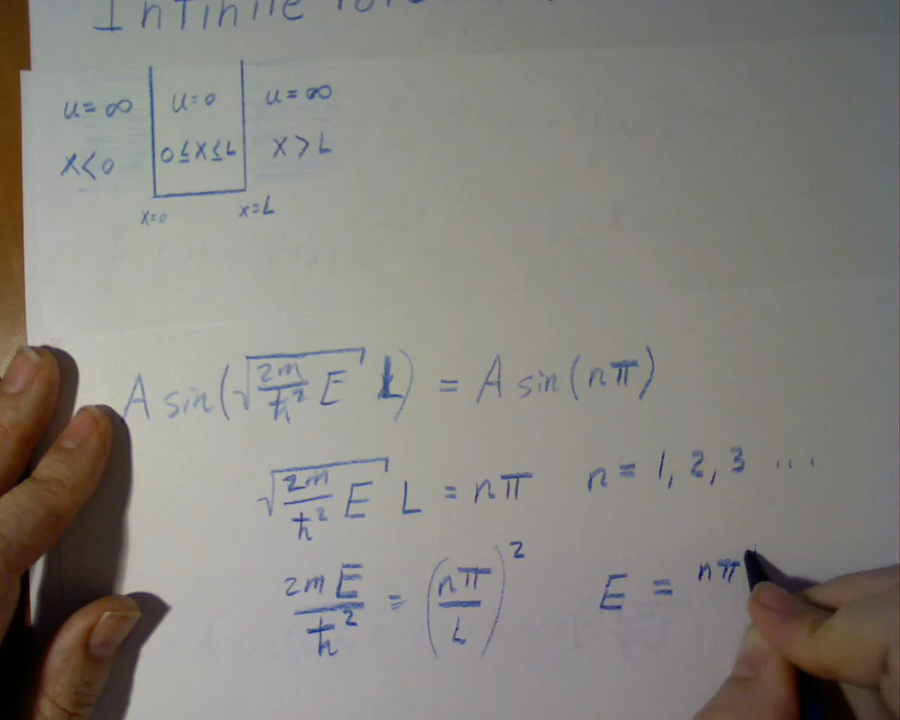 Infinite
u = ∞ u = 0 u = ∞
x < 0 0 ≤ x ≤ L x > L
x=0 x=L
A sin(√(2m/ħ² E) L) = A sin(nπ)
√(2m/ħ² E) L = nπ n = 1, 2, 3 ...
2mE/ħ² = (nπ/L)² E = nπ